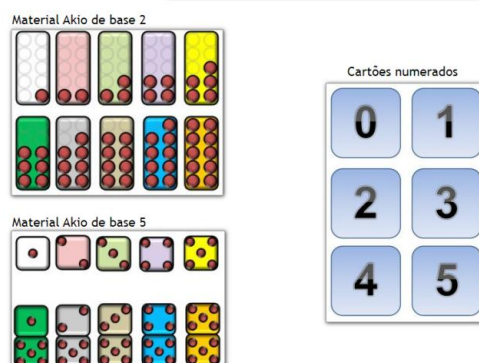 Material Akio de base 2
Cartões numerados
0 1
2 3
Material Akio de base 5
4 5